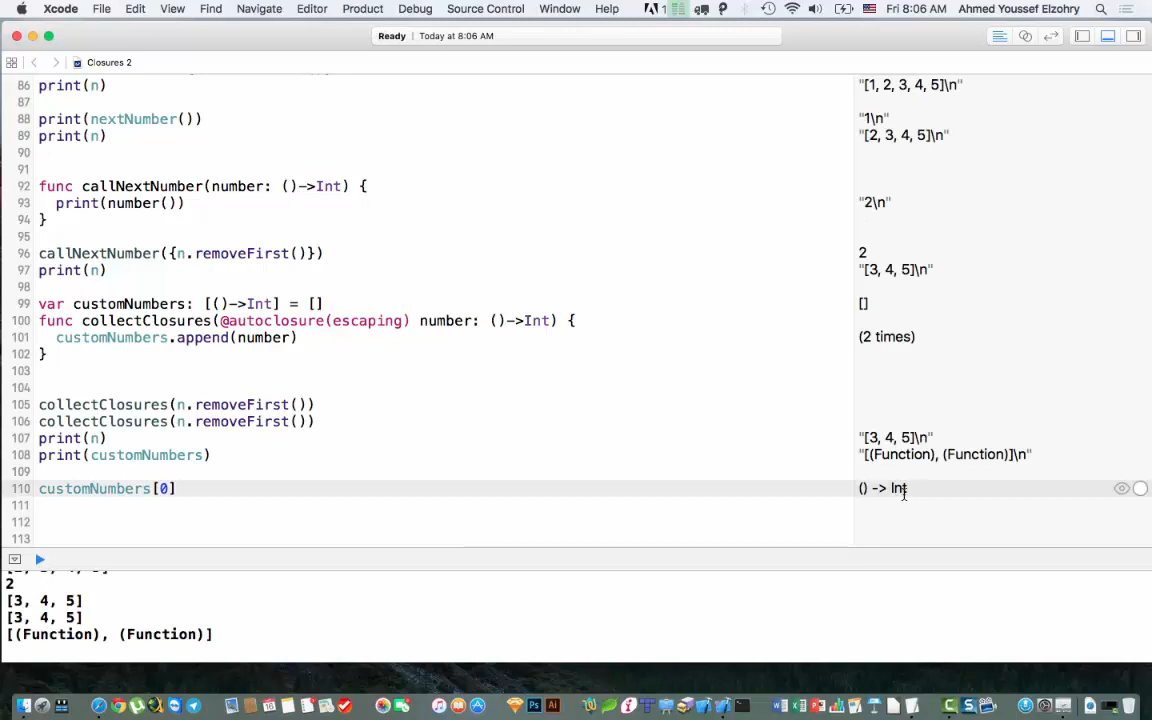 Xcode File Edit View Find Navigate Editor Product Debug Source Control Window Help 1 Fri 8:06 AM Ahmed Youssef Elzohry
Ready | Today at 8:06 AM
Closures 2
86 print(n) "[1, 2, 3, 4, 5]\n"
87
88 print(nextNumber()) "1\n"
89 print(n) "[2, 3, 4, 5]\n"
90
91
92 func callNextNumber(number: ()->Int) {
93 print(number()) "2\n"
94 }
95
96 callNextNumber({n.removeFirst()}) 2
97 print(n) "[3, 4, 5]\n"
98
99 var customNumbers: [()->Int] = [] []
100 func collectClosures(@autoclosure(escaping) number: ()->Int) {
101 customNumbers.append(number) (2 times)
102 }
103
104
105 collectClosures(n.removeFirst())
106 collectClosures(n.removeFirst())
107 print(n) "[3, 4, 5]\n"
108 print(customNumbers) "[(Function), (Function)]\n"
109
110 customNumbers[0] () -> Int
111
112
113
2
[3, 4, 5]
[3, 4, 5]
[(Function), (Function)]